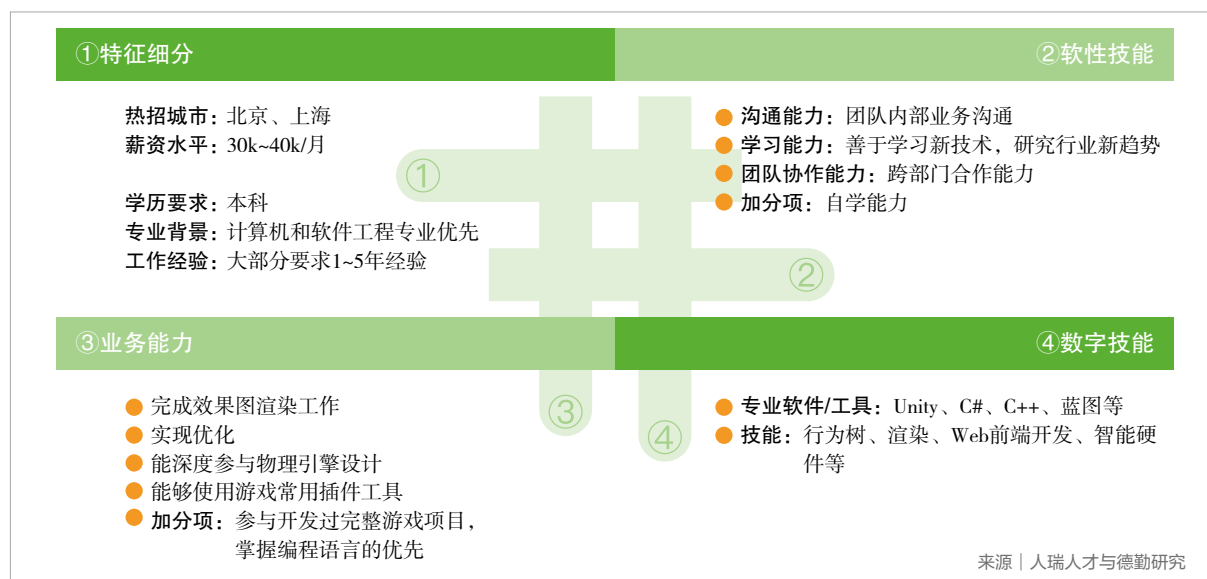 ①特征细分
热招城市：北京、上海
薪资水平：30k~40k/月
学历要求：本科
专业背景：计算机和软件工程专业优先
工作经验：大部分要求1~5年经验
①
②软性技能
沟通能力：团队内部业务沟通
学习能力：善于学习新技术，研究行业新趋势
团队协作能力：跨部门合作能力
加分项：自学能力
②
③业务能力
完成效果图渲染工作
实现优化
能深度参与物理引擎设计
能够使用游戏常用插件工具
加分项：参与开发过完整游戏项目，
掌握编程语言的优先
③
④数字技能
专业软件/工具：Unity、C#、C++、蓝图等
技能：行为树、渲染、Web前端开发、智能硬
件等
④
来源｜人瑞人才与德勤研究